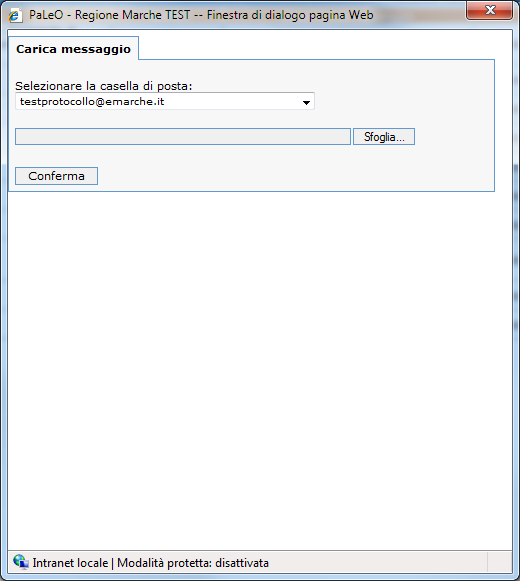 PaLeO - Regione Marche TEST -- Finestra di dialogo pagina Web
Carica messaggio
Selezionare la casella di posta:
testprotocollo@emarche.it
Sfoglia...
Conferma
Intranet locale | Modalità protetta: disattivata